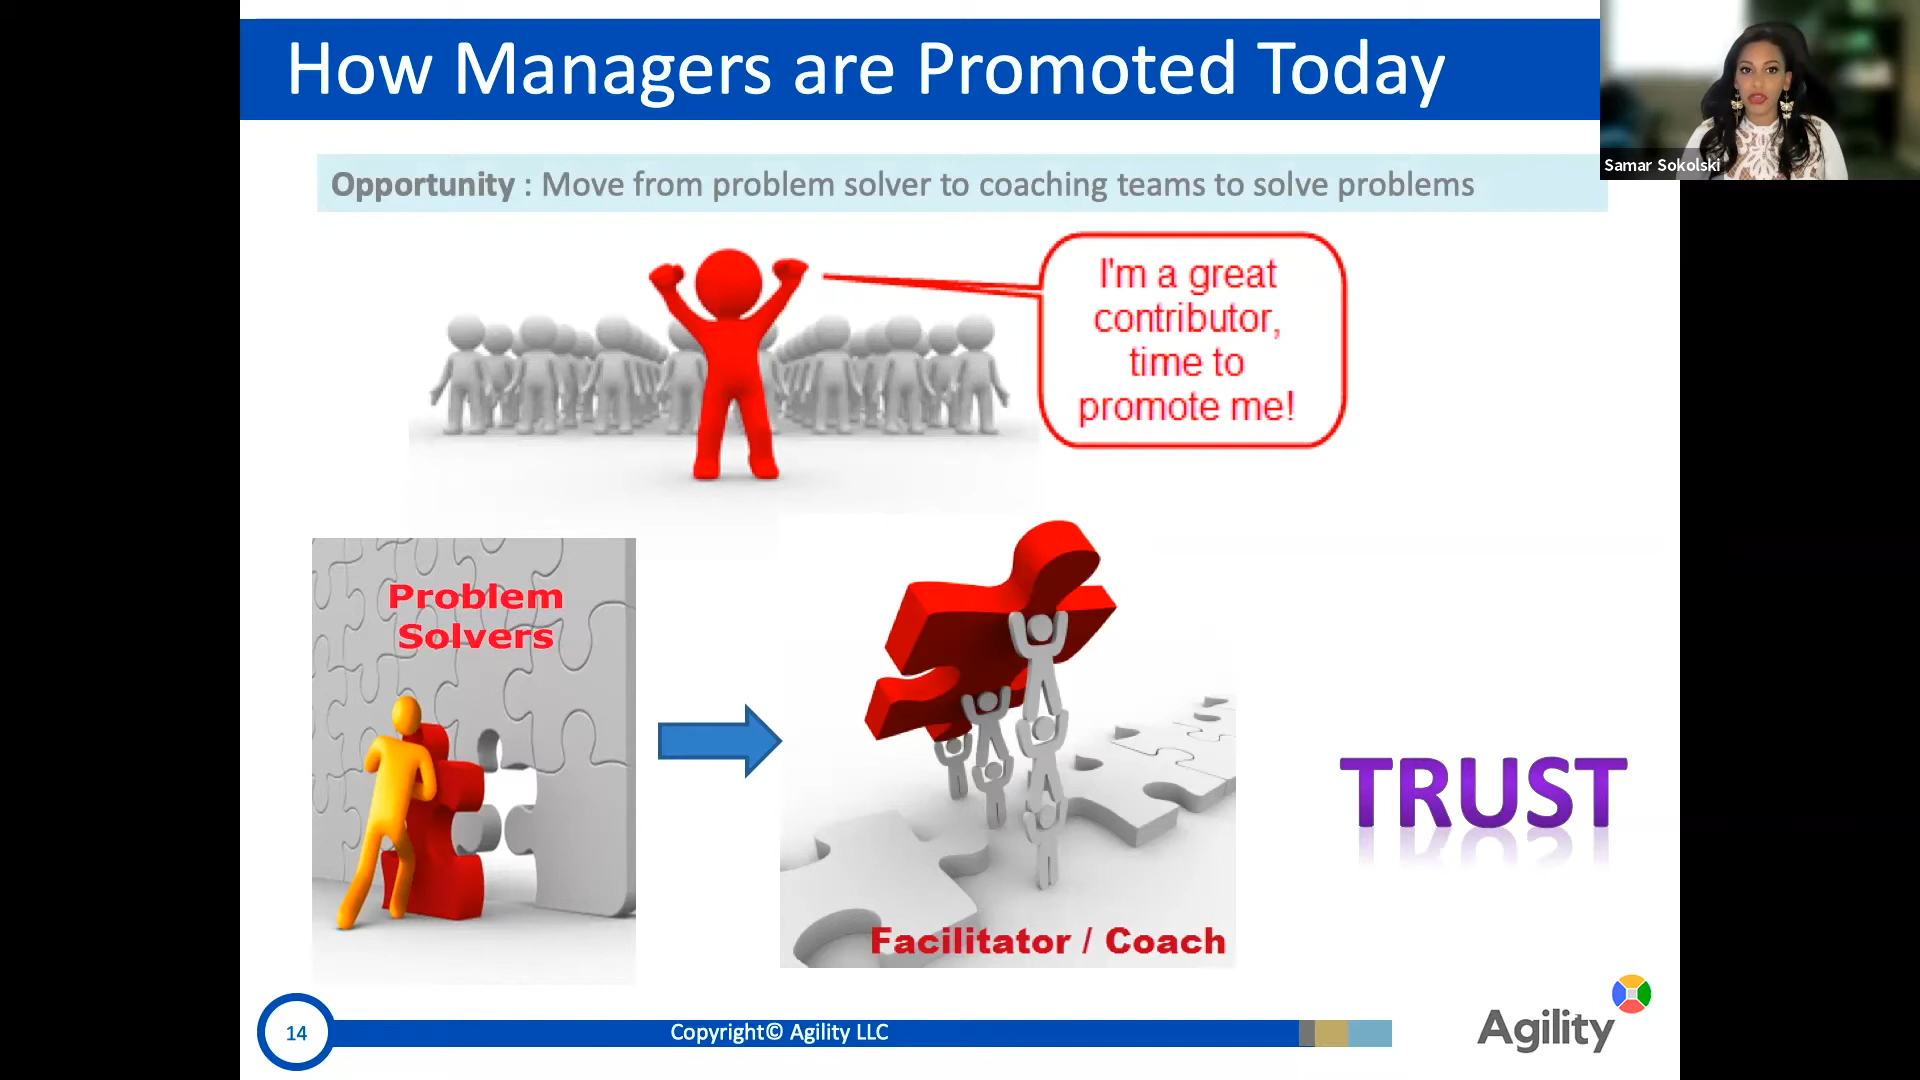 How Managers are Promoted Today
Samar Sokolski
Opportunity : Move from problem solver to coaching teams to solve problems
I'm a great
contributor,
time to
promote me!
Problem
Solvers
TRUST
Facilitator / Coach
14
Copyright© Agility LLC
Agility